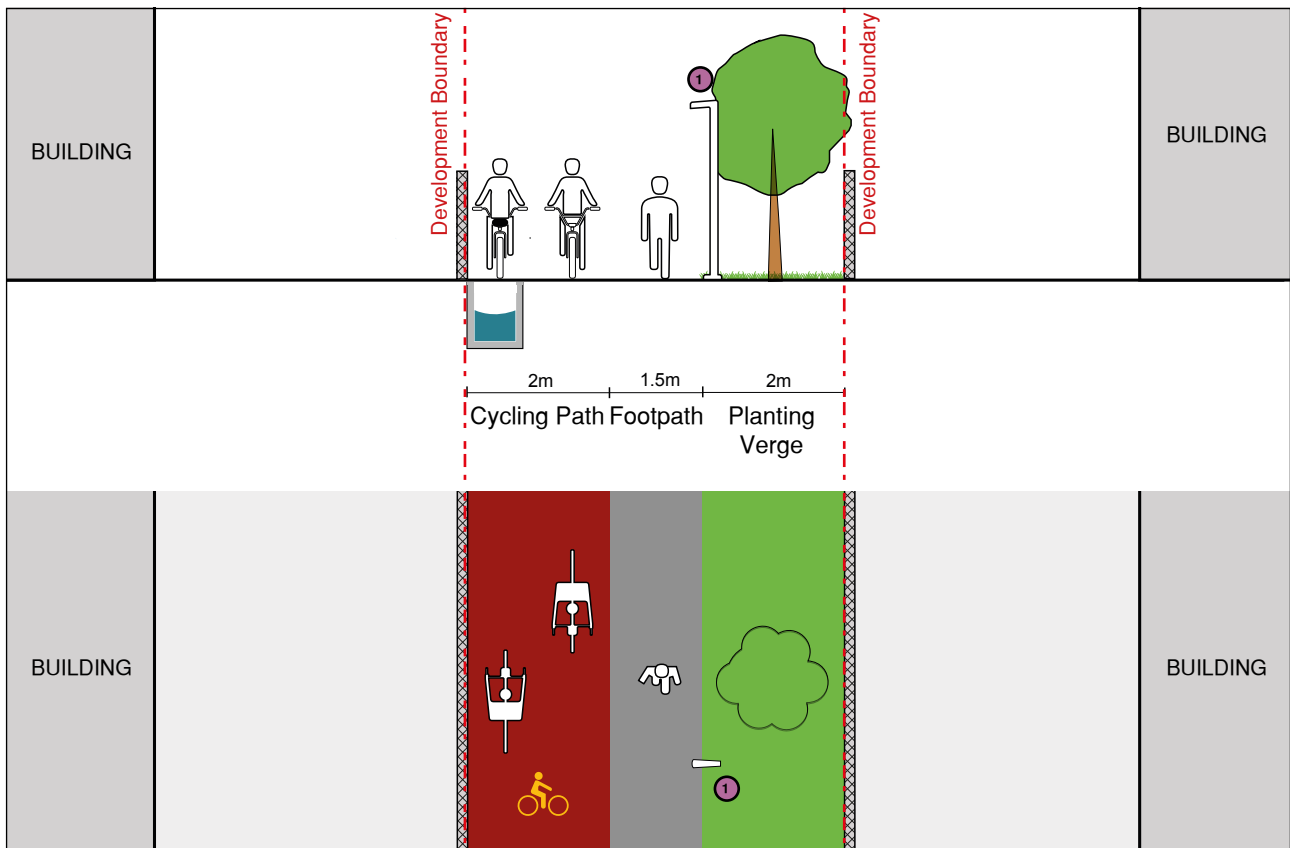 BUILDING
Development Boundary
1
Development Boundary
BUILDING
2m
1.5m
2m
Cycling Path
Footpath
Planting
Verge
BUILDING
BUILDING
1